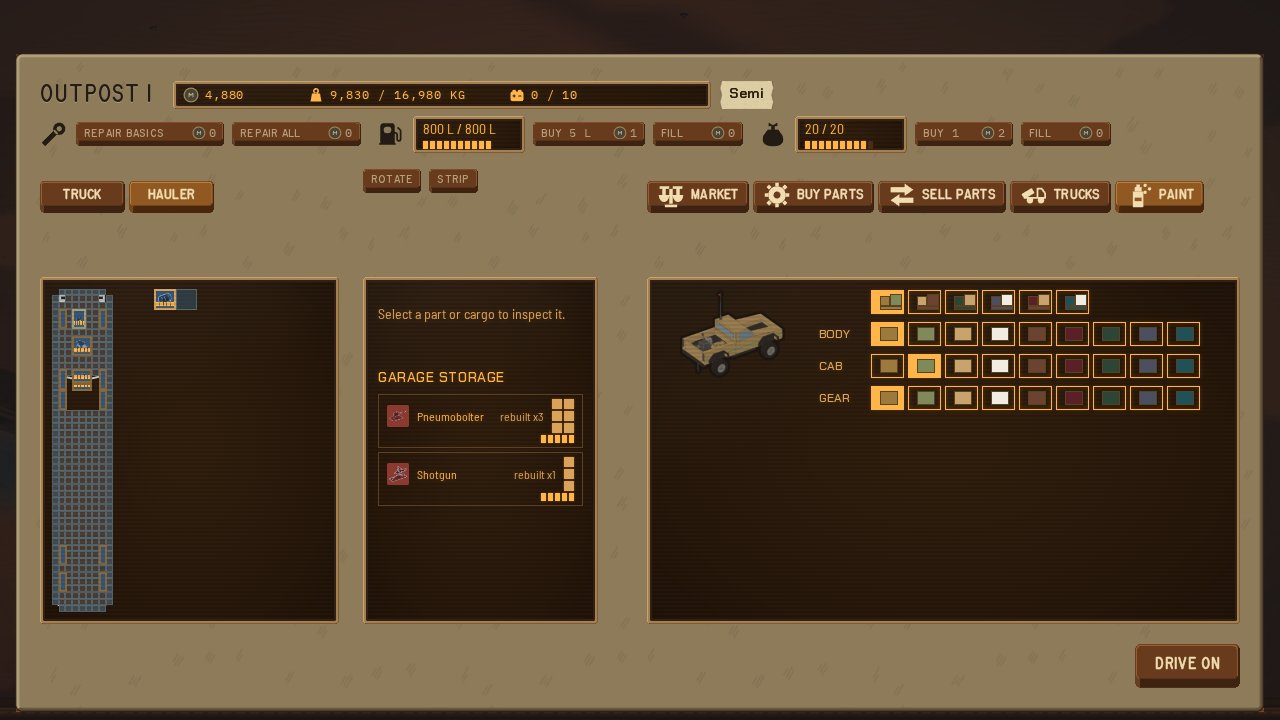 OUTPOST 1
4,880
9,830 / 16,980 KG
0 / 10
Semi
REPAIR BASICS
M 0
REPAIR ALL
M 0
800 L / 800 L
BUY 5 L
M 1
FILL
M 0
20 / 20
BUY 1
M 2
FILL
M 0
TRUCK
HAULER
ROTATE
STRIP
MARKET
BUY PARTS
SELL PARTS
TRUCKS
PAINT
Select a part or cargo to inspect it.
GARAGE STORAGE
Pneumobolter
rebuilt x3
Shotgun
rebuilt x1
BODY
CAB
GEAR
DRIVE ON